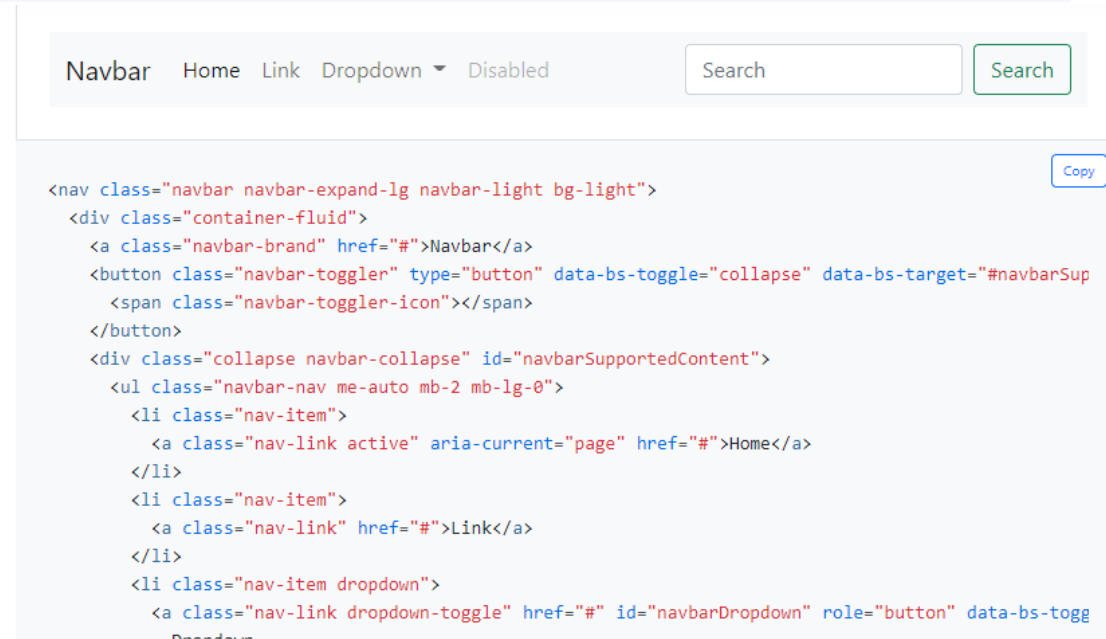 Navbar Home Link Dropdown Disabled Search Search
Copy
<nav class="navbar navbar-expand-lg navbar-light bg-light">
<div class="container-fluid">
<a class="navbar-brand" href="#">Navbar</a>
<button class="navbar-toggler" type="button" data-bs-toggle="collapse" data-bs-target="#navbarSup
<span class="navbar-toggler-icon"></span>
</button>
<div class="collapse navbar-collapse" id="navbarSupportedContent">
<ul class="navbar-nav me-auto mb-2 mb-lg-0">
<li class="nav-item">
<a class="nav-link active" aria-current="page" href="#">Home</a>
</li>
<li class="nav-item">
<a class="nav-link" href="#">Link</a>
</li>
<li class="nav-item dropdown">
<a class="nav-link dropdown-toggle" href="#" id="navbarDropdown" role="button" data-bs-togg
Dropdown